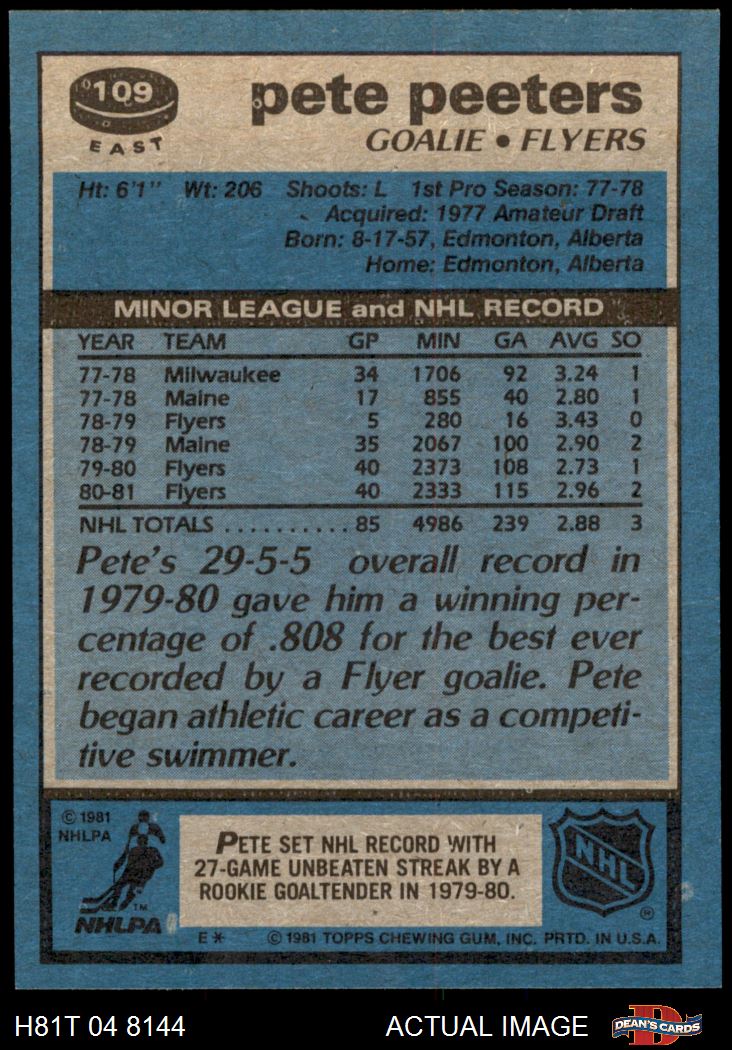 109
EAST
pete peeters
GOALIE • FLYERS
Ht: 6'1" Wt: 206 Shoots: L 1st Pro Season: 77-78
Acquired: 1977 Amateur Draft
Born: 8-17-57, Edmonton, Alberta
Home: Edmonton, Alberta
MINOR LEAGUE and NHL RECORD
YEAR TEAM GP MIN GA AVG SO
77-78 Milwaukee 34 1706 92 3.24 1
77-78 Maine 17 855 40 2.80 1
78-79 Flyers 5 280 16 3.43 0
78-79 Maine 35 2067 100 2.90 2
79-80 Flyers 40 2373 108 2.73 1
80-81 Flyers 40 2333 115 2.96 2
NHL TOTALS .......... 85 4986 239 2.88 3
Pete's 29-5-5 overall record in
1979-80 gave him a winning per-
centage of .808 for the best ever
recorded by a Flyer goalie. Pete
began athletic career as a competi-
tive swimmer.
© 1981
NHLPA
TM
NHLPA
PETE SET NHL RECORD WITH
27-GAME UNBEATEN STREAK BY A
ROOKIE GOALTENDER IN 1979-80.
NHL
®
E* © 1981 TOPPS CHEWING GUM, INC. PRTD. IN U.S.A.
H81T 04 8144 ACTUAL IMAGE D DEAN'S CARDS